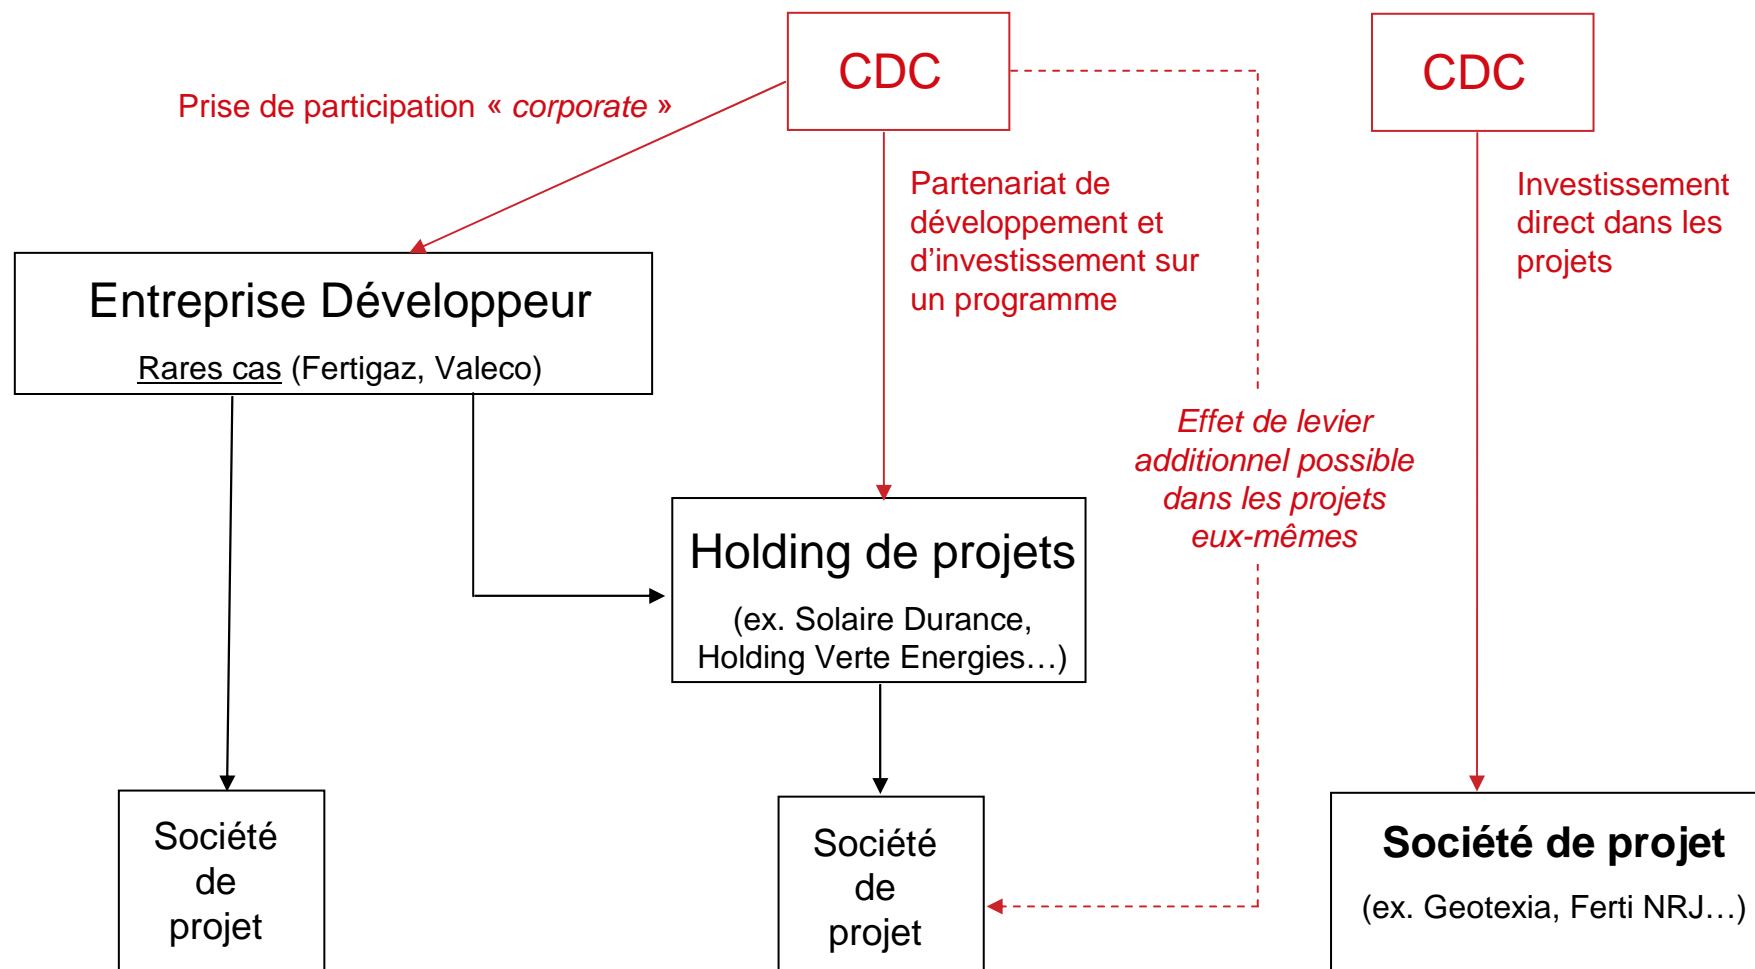 CDC
CDC
Prise de participation « corporate »
Partenariat de
développement et
d’investissement sur
un programme
Investissement
direct dans les
projets
Entreprise Développeur
Rares cas (Fertigaz, Valeco)
Effet de levier
additionnel possible
dans les projets
eux-mêmes
Holding de projets
(ex. Solaire Durance,
Holding Verte Energies…)
Société
de
projet
Société
de
projet
Société de projet
(ex. Geotexia, Ferti NRJ…)